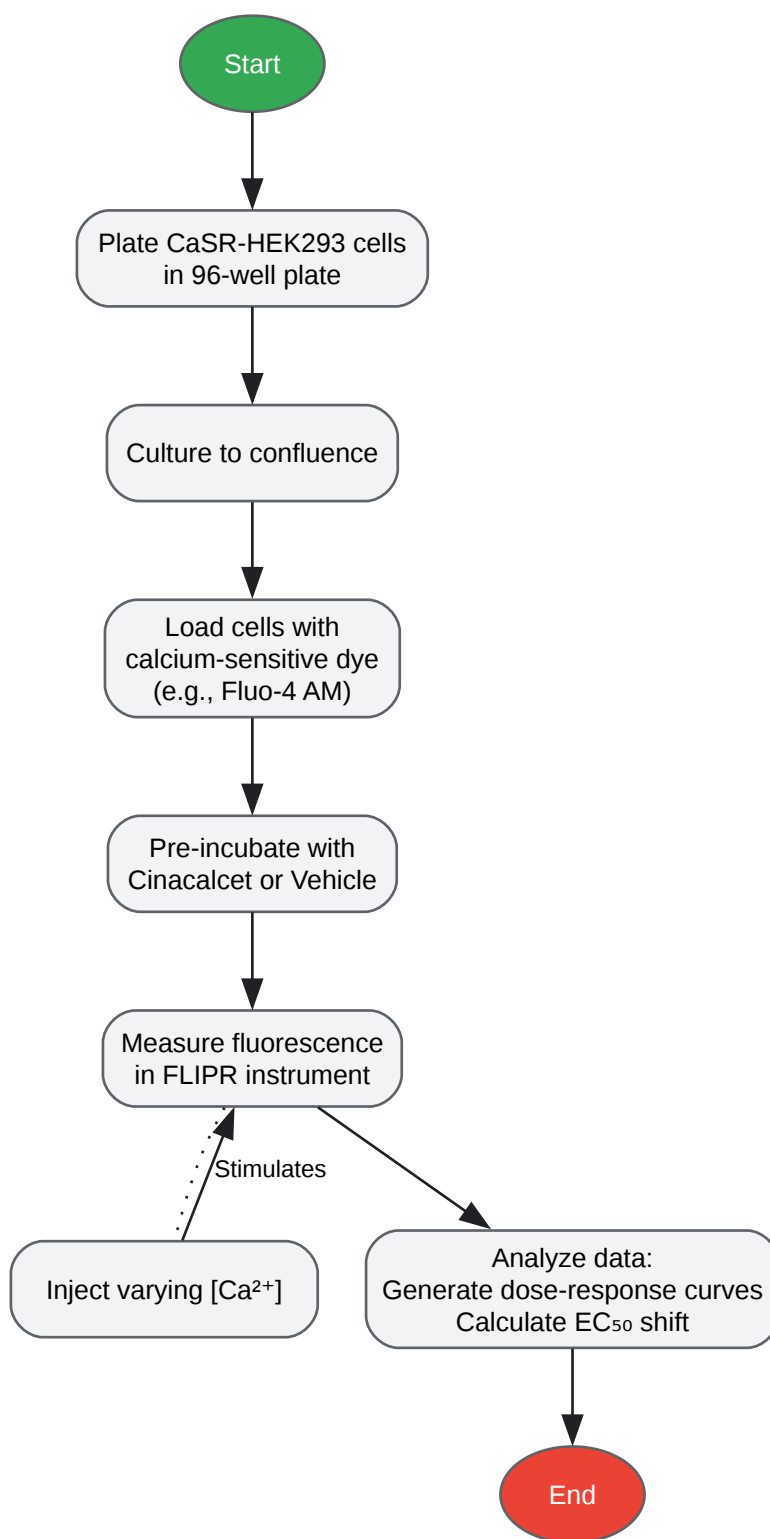 Start
Plate CaSR-HEK293 cells
in 96-well plate
Culture to confluence
Load cells with
calcium-sensitive dye
(e.g., Fluo-4 AM)
Pre-incubate with
Cinacalcet or Vehicle
Measure fluorescence
in FLIPR instrument
Stimulates
Inject varying [Ca²⁺]
Analyze data:
Generate dose-response curves
Calculate EC₅₀ shift
End